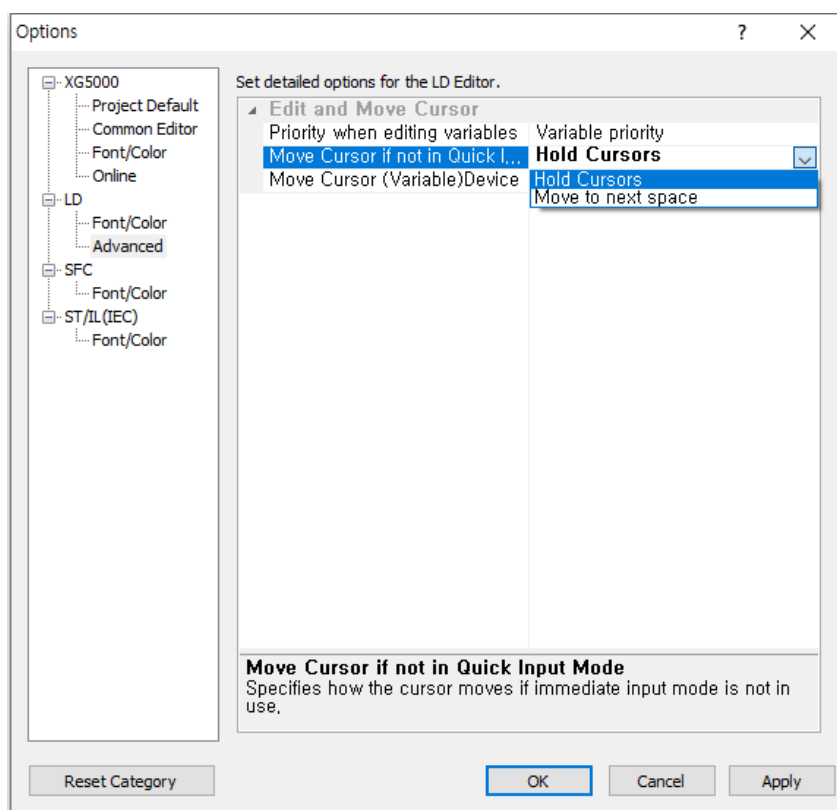 Options
?
XG5000
Project Default
Common Editor
Font/Color
Online
LD
Font/Color
Advanced
SFC
Font/Color
ST/IL(IEC)
Font/Color
Set detailed options for the LD Editor.
Edit and Move Cursor
Priority when editing variables Variable priority
Move Cursor if not in Quick I... Hold Cursors
Move Cursor (Variable)Device Hold Cursors
Move to next space
Move Cursor if not in Quick Input Mode
Specifies how the cursor moves if immediate input mode is not in
use.
Reset Category OK Cancel Apply